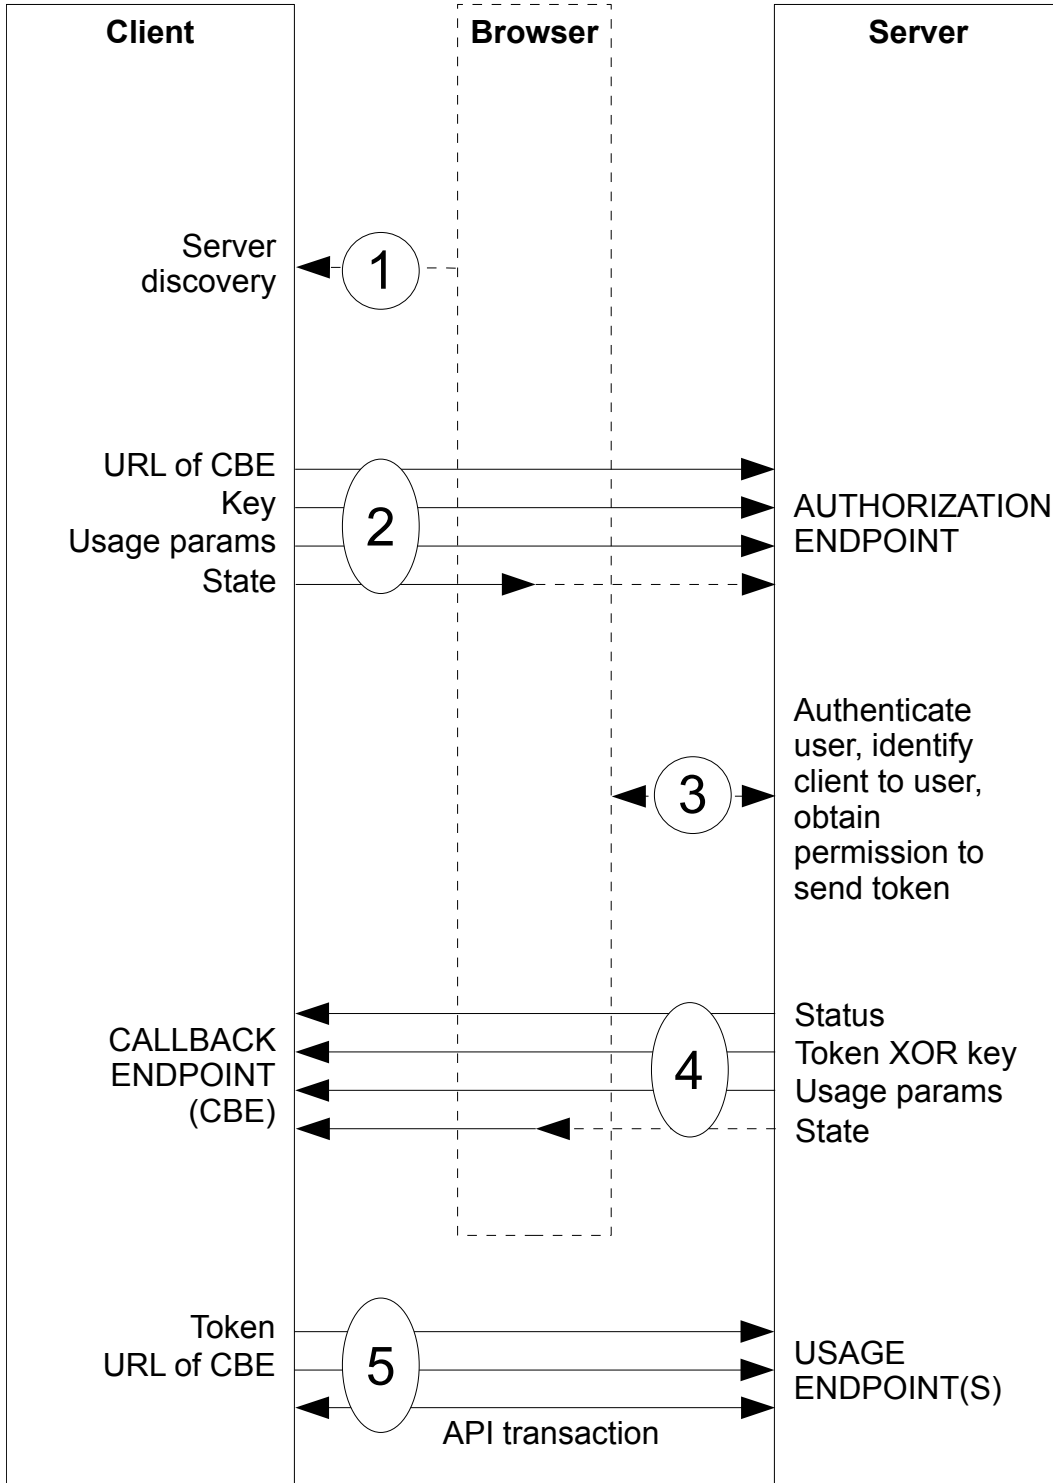 Client
Browser
Server
Server
discovery
1
URL of CBE
Key
Usage params
State
2
AUTHORIZATION
ENDPOINT
Authenticate
user, identify
client to user,
obtain
permission to
send token
3
CALLBACK
ENDPOINT
(CBE)
4
Status
Token XOR key
Usage params
State
Token
URL of CBE
5
USAGE
ENDPOINT(S)
API transaction